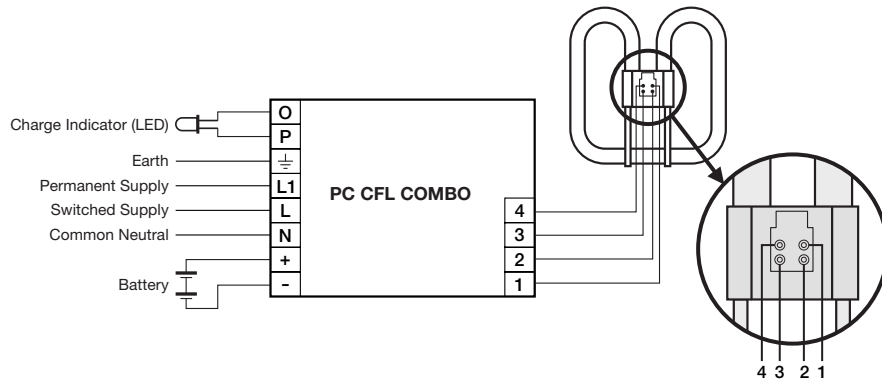 Charge Indicator (LED)
Earth
Permanent Supply
Switched Supply
Common Neutral
Battery
O
P
L1
L
N
+
-
PC CFL COMBO
4
3
2
1
4 3 2 1